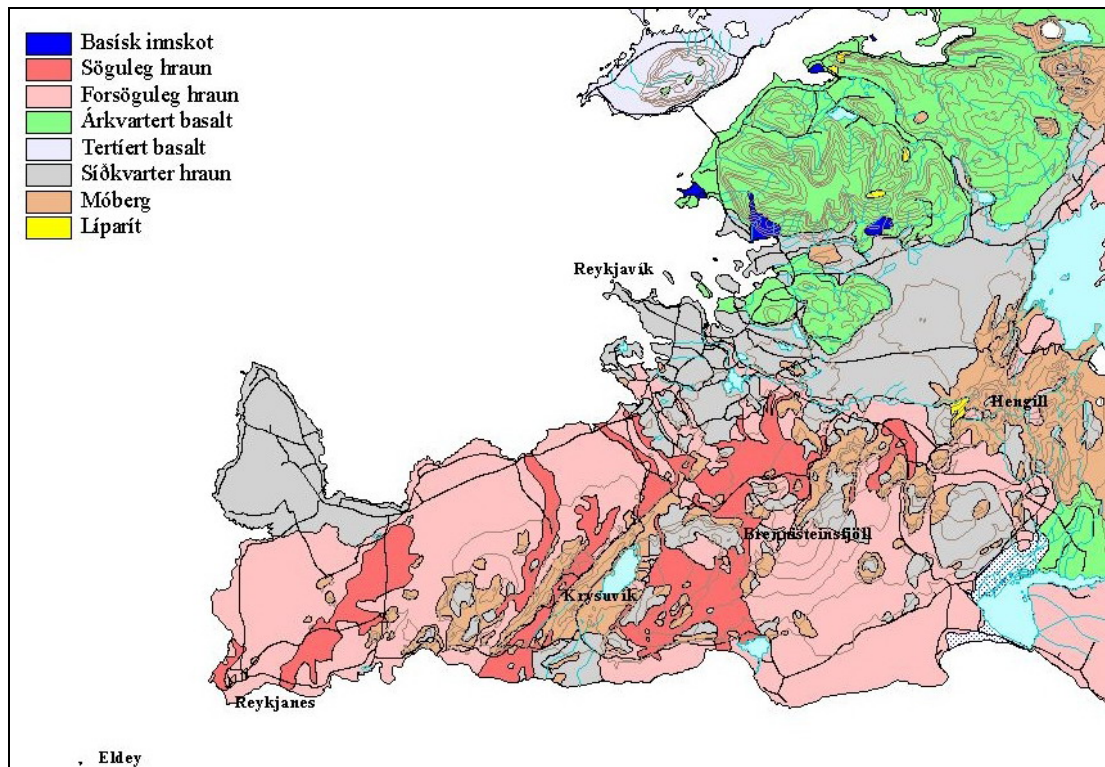 Basísk innskot
Söguleg hraun
Forsöguleg hraun
Árkvartert basalt
Tertíert basalt
Síðkvarter hraun
Móberg
Líparít
Reykjavík
Hengill
Brennisteinsfjöll
Krysuvík
Reykjanes
Eldey